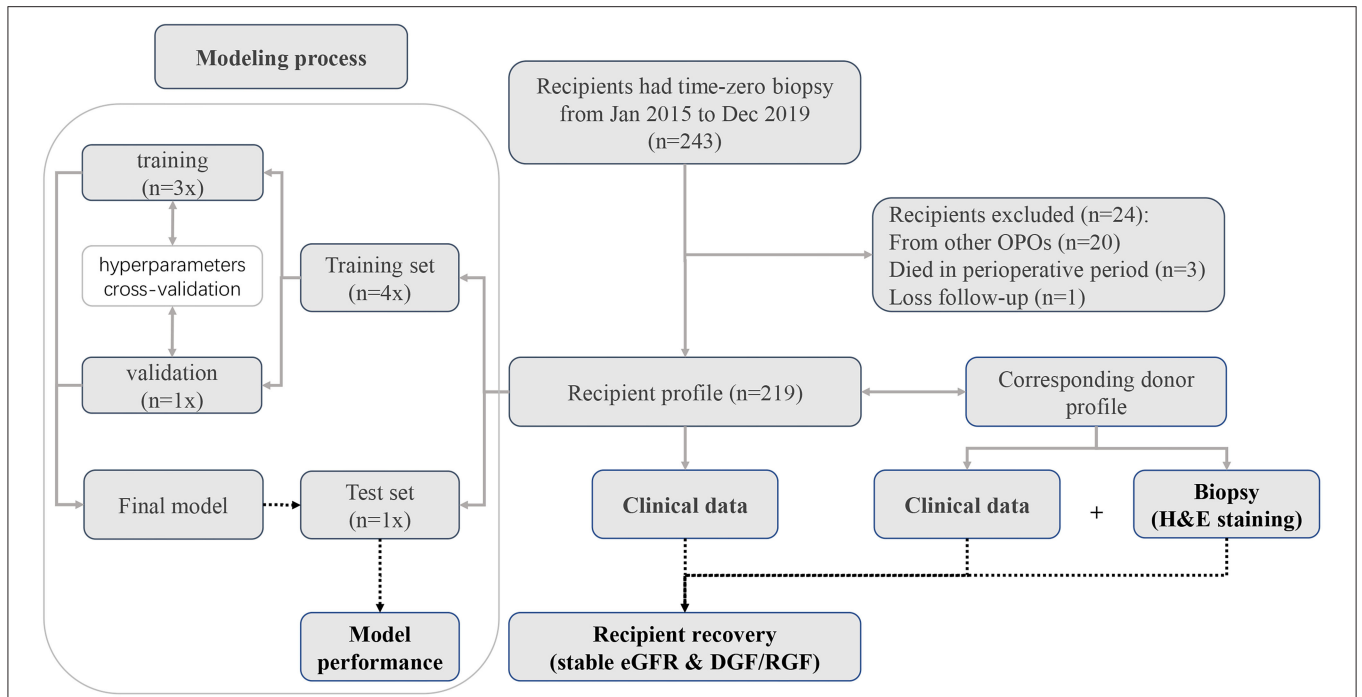 Modeling process
Recipients had time-zero biopsy
from Jan 2015 to Dec 2019
(n=243)
training
(n=3x)
Recipients excluded (n=24):
From other OPOs (n=20)
Died in perioperative period (n=3)
Loss follow-up (n=1)
hyperparameters
cross-validation
Training set
(n=4x)
validation
(n=1x)
Recipient profile (n=219)
Corresponding donor
profile
Final model
Test set
(n=1x)
Clinical data
Clinical data
+
Biopsy
(H&E staining)
Model
performance
Recipient recovery
(stable eGFR & DGF/RGF)